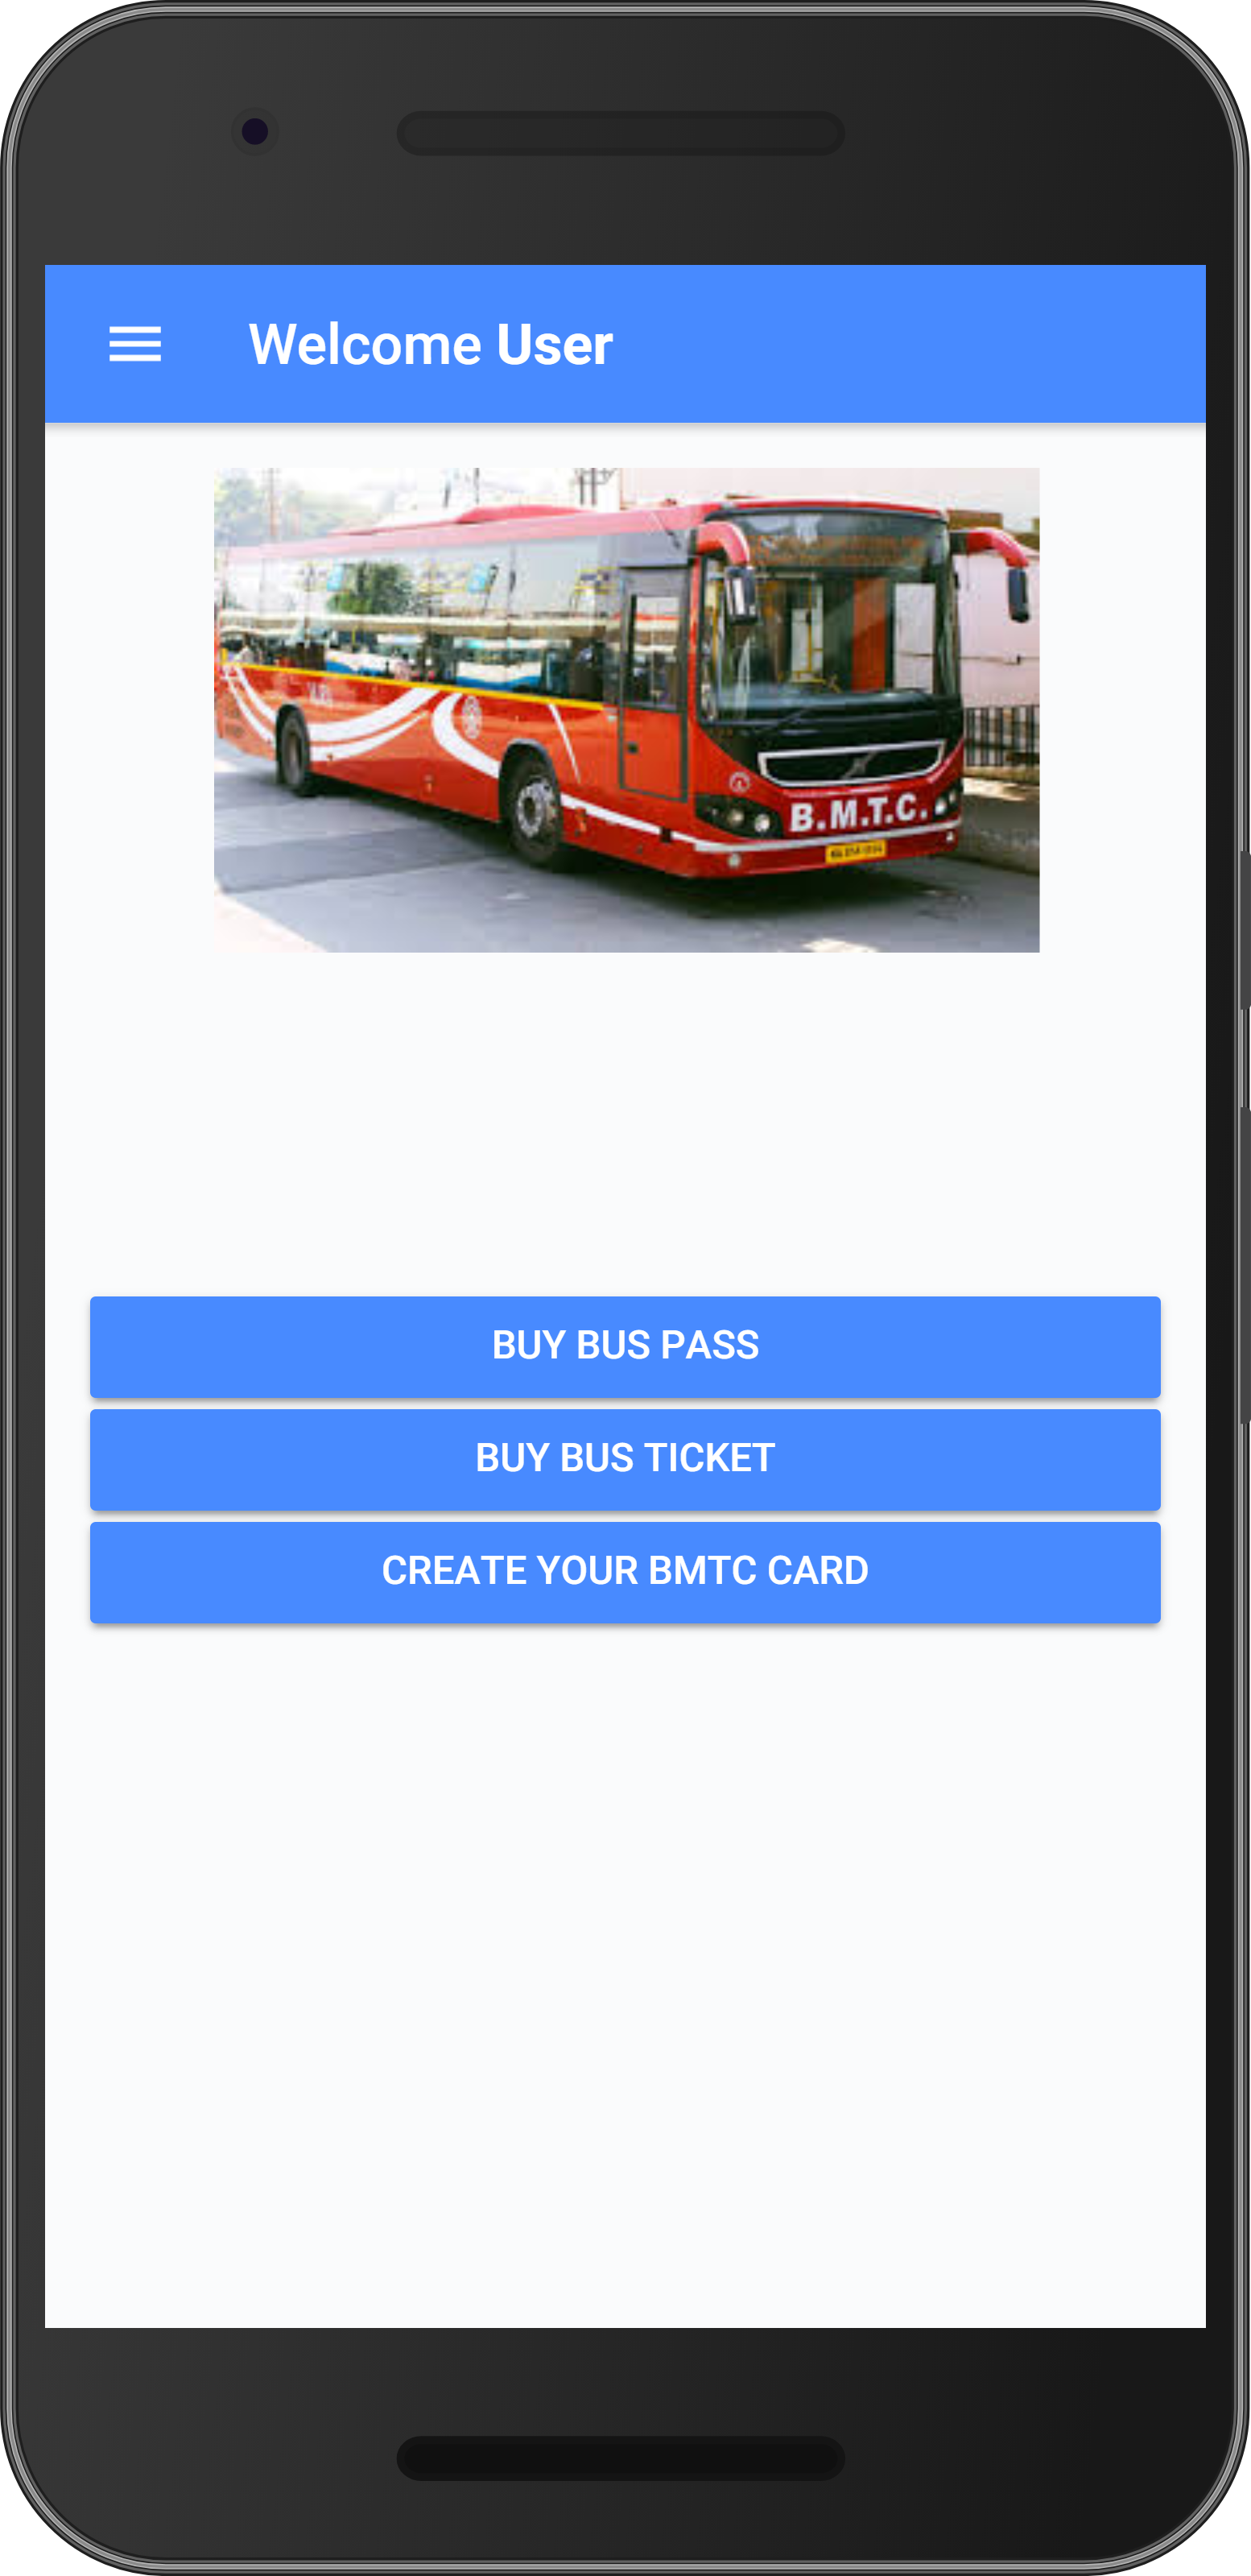 Welcome User
B.M.T.C.
BUY BUS PASS
BUY BUS TICKET
CREATE YOUR BMTC CARD